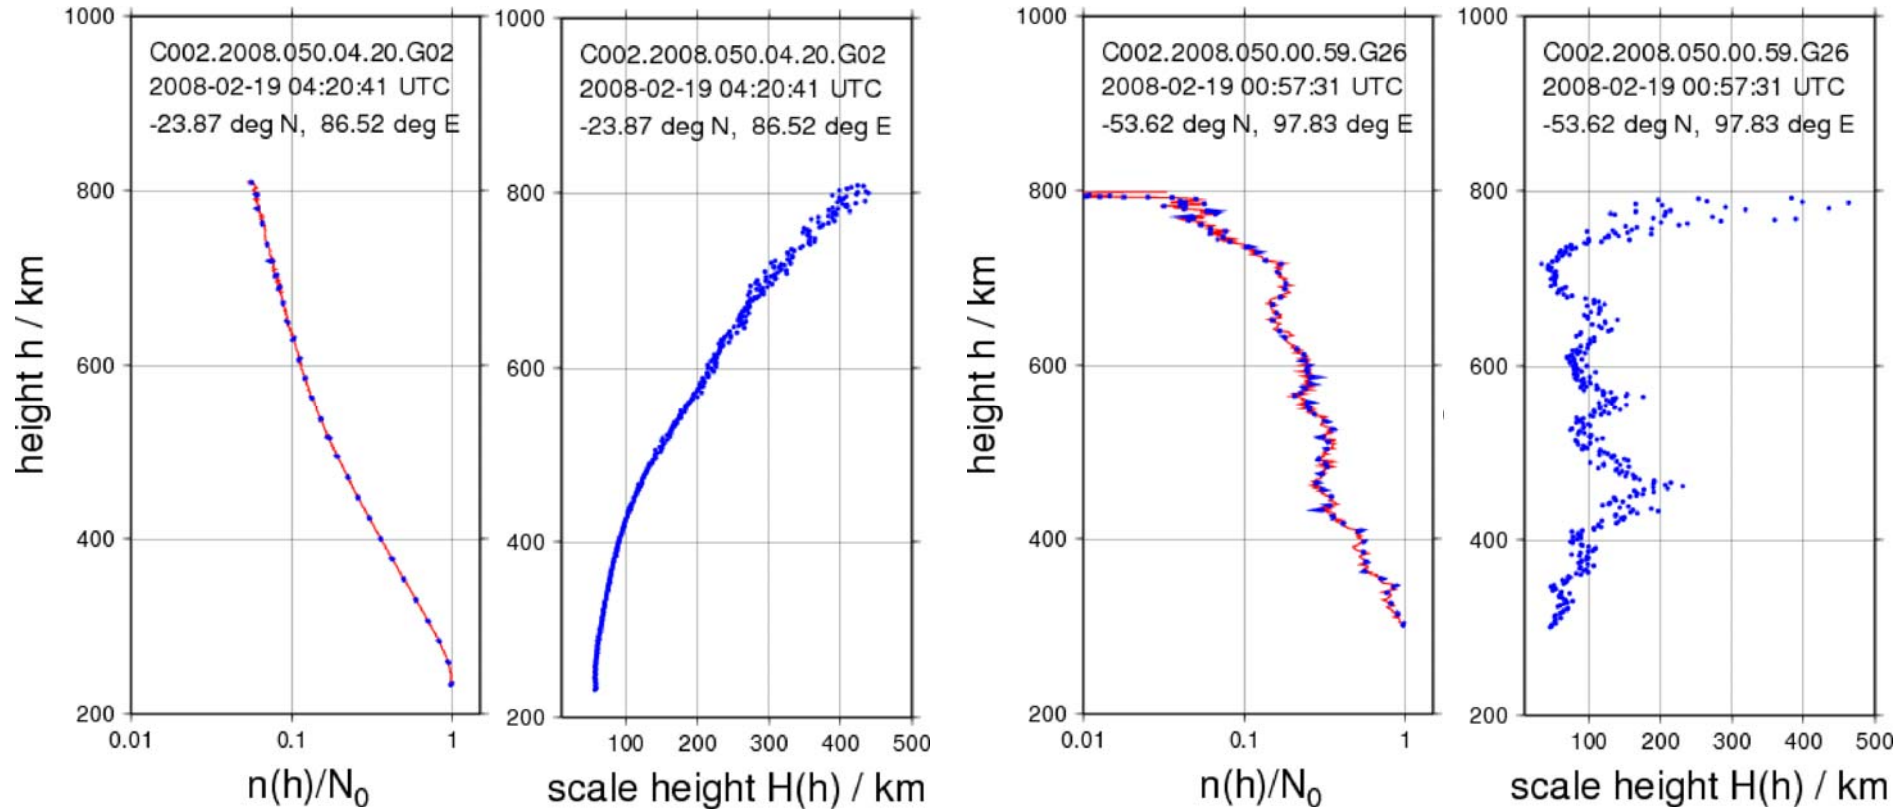 1000
C002.2008.050.04.20.G02
2008-02-19 04:20:41 UTC
-23.87 deg N, 86.52 deg E
800
600
400
200
0.01 0.1 1
height h / km
n(h)/N0
1000
C002.2008.050.04.20.G02
2008-02-19 04:20:41 UTC
-23.87 deg N, 86.52 deg E
800
600
400
200
100 200 300 400 500
scale height H(h) / km
1000
C002.2008.050.00.59.G26
2008-02-19 00:57:31 UTC
-53.62 deg N, 97.83 deg E
800
600
400
200
0.01 0.1 1
height h / km
n(h)/N0
1000
C002.2008.050.00.59.G26
2008-02-19 00:57:31 UTC
-53.62 deg N, 97.83 deg E
800
600
400
200
100 200 300 400 500
scale height H(h) / km